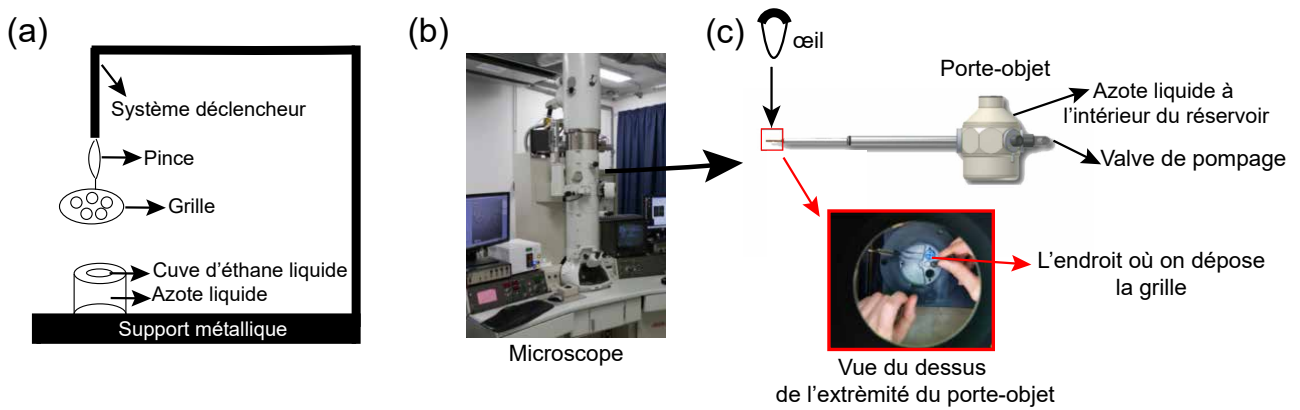 (a)
Système déclencheur
Pince
Grille
Cuve d'éthane liquide
Azote liquide
Support métallique
(b)
Microscope
(c)
œil
Porte-objet
Azote liquide à
l'intérieur du réservoir
Valve de pompage
L'endroit où on dépose
la grille
Vue du dessus
de l'extrèmité du porte-objet